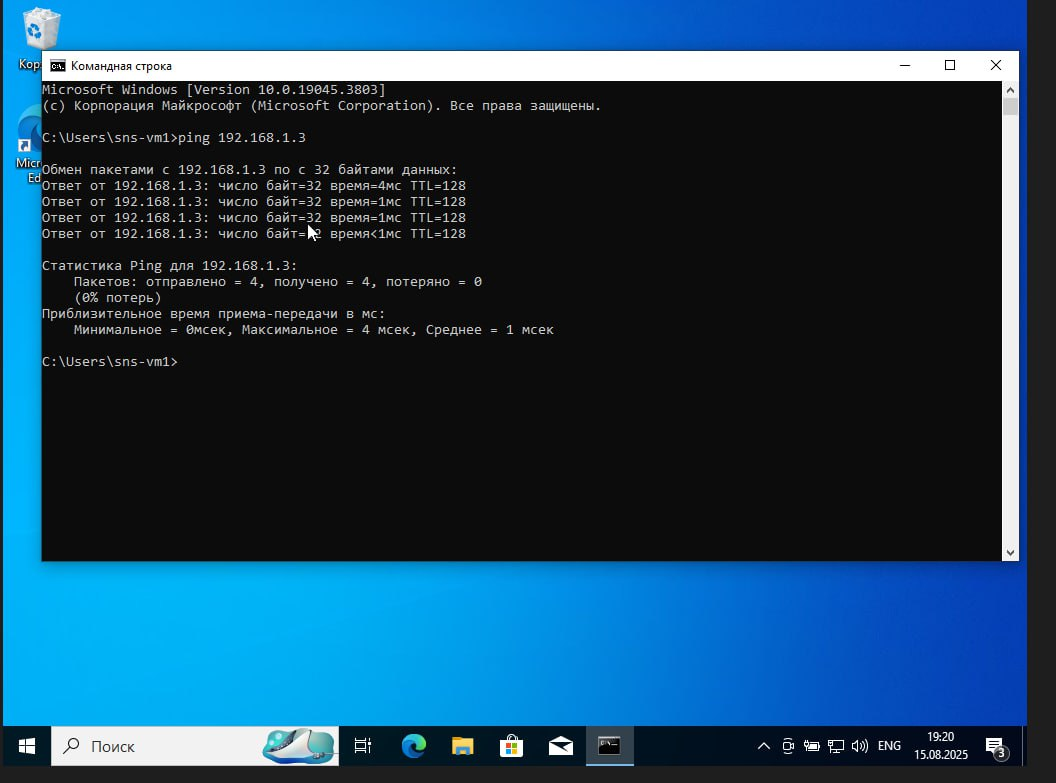 Кор
Командная строка
Microsoft Windows [Version 10.0.19045.3803]
(c) Корпорация Майкрософт (Microsoft Corporation). Все права защищены.
C:\Users\sns-vm1>ping 192.168.1.3
Micr
Ed
Обмен пакетами с 192.168.1.3 по с 32 байтами данных:
Ответ от 192.168.1.3: число байт=32 время=4мс TTL=128
Ответ от 192.168.1.3: число байт=32 время=1мс TTL=128
Ответ от 192.168.1.3: число байт=32 время=1мс TTL=128
Ответ от 192.168.1.3: число байт=32 время<1мс TTL=128
Статистика Ping для 192.168.1.3:
Пакетов: отправлено = 4, получено = 4, потеряно = 0
(0% потерь)
Приблизительное время приема-передачи в мс:
Минимальное = 0мсек, Максимальное = 4 мсек, Среднее = 1 мсек
C:\Users\sns-vm1>
Поиск
ENG
19:20
15.08.2025
3